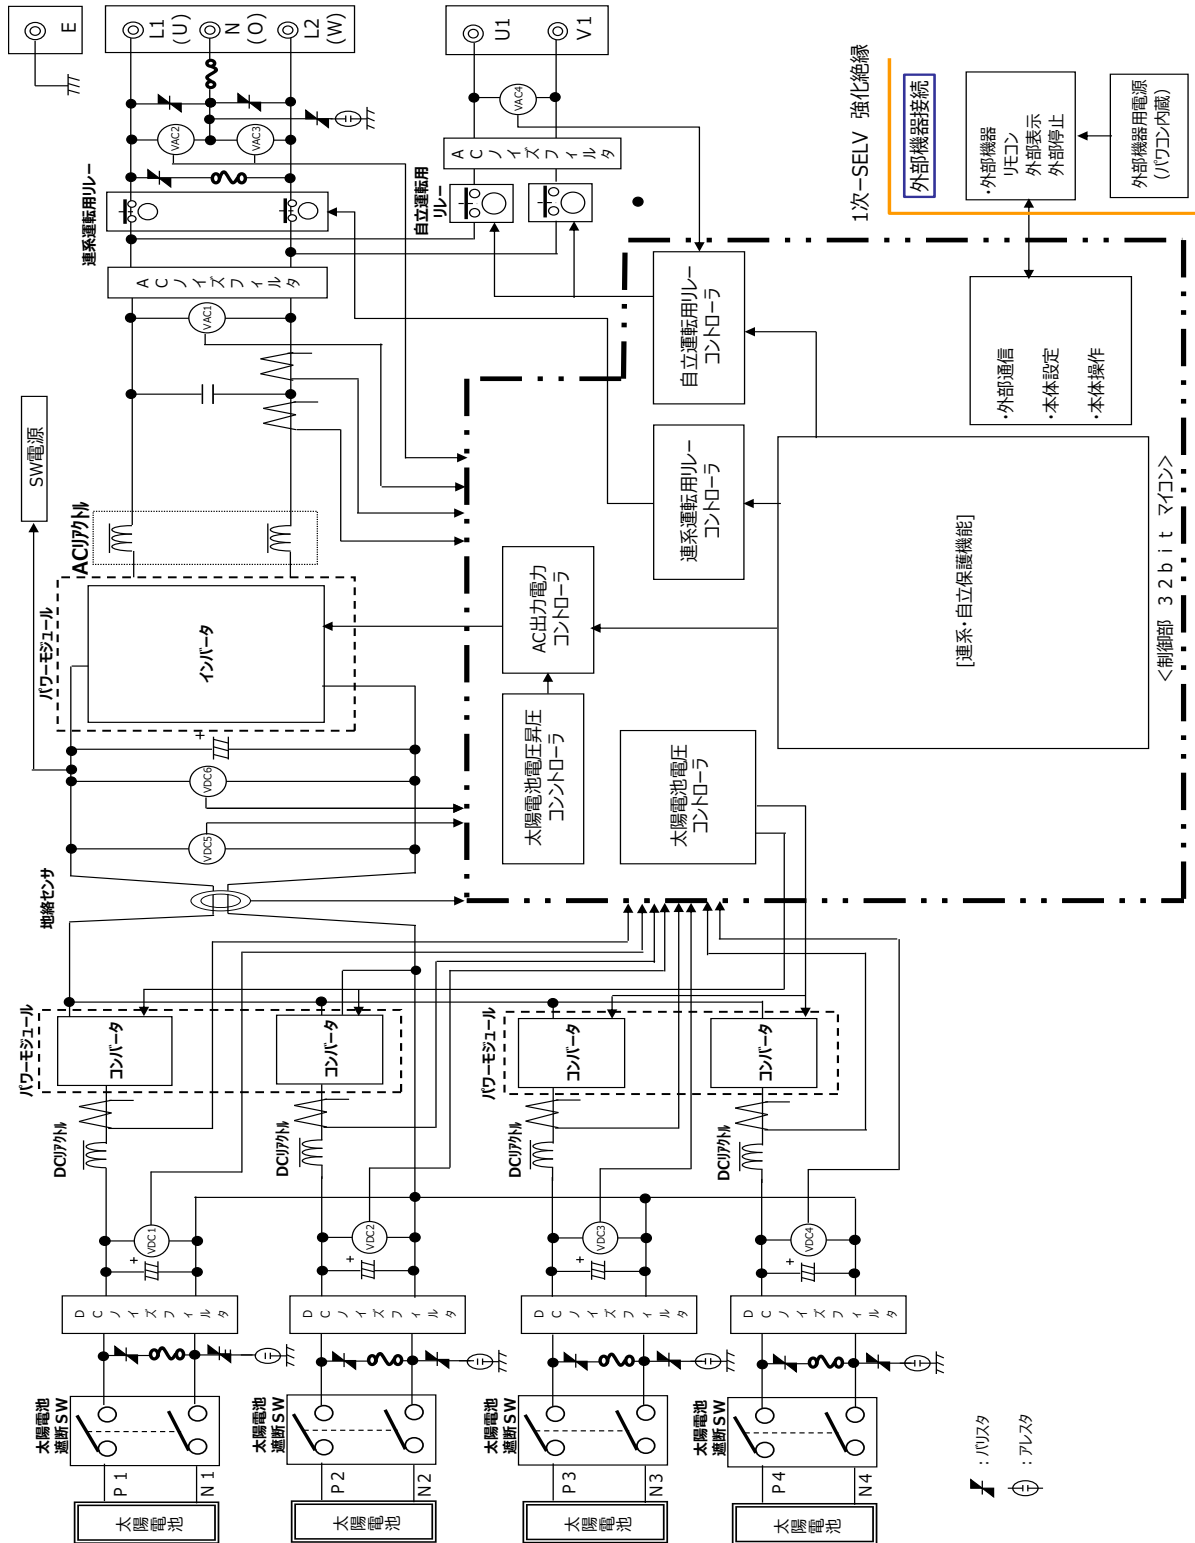 太陽電池
P1
N1
太陽電池
遮断SW
DCノイズフィルタ
+
VDC1
DCリアクトル
パワーモジュール
コンバータ
太陽電池
P2
N2
太陽電池
遮断SW
DCノイズフィルタ
+
VDC2
DCリアクトル
コンバータ
太陽電池
P3
N3
太陽電池
遮断SW
DCノイズフィルタ
+
VDC3
DCリアクトル
パワーモジュール
コンバータ
太陽電池
P4
N4
太陽電池
遮断SW
DCノイズフィルタ
+
VDC4
DCリアクトル
コンバータ
地絡センサ
VDC5
VDC6
+
パワーモジュール
インバータ
SW電源
ACリアクトル
VAC1
ACノイズフィルタ
連系運転用リレー
VAC2
VAC3
E
L1
(U)
N
(O)
L2
(W)
自立運転用
リレー
ACノイズフィルタ
VAC4
U1
V1
太陽電池電圧昇圧
コンントローラ
AC出力電力
コントローラ
太陽電池電圧
コントローラ
連系運転用リレー
コントローラ
自立運転用リレー
コントローラ
[連系・自立保護機能]
<制御部 32bit マイコン>
・外部通信
・本体設定
・本体操作
1次−SELV 強化絶縁
外部機器接続
・外部機器
リモコン
外部表示
外部停止
外部機器用電源
(パワコン内蔵)
：バリスタ
：アレスタ